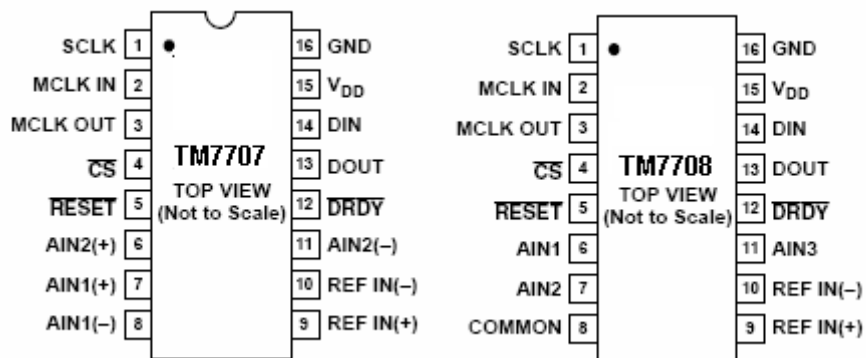 SCLK 1 16 GND
MCLK IN 2 15 VDD
MCLK OUT 3 14 DIN
CS 4 13 DOUT
RESET 5 12 DRDY
AIN2(+) 6 11 AIN2(–)
AIN1(+) 7 10 REF IN(–)
AIN1(–) 8 9 REF IN(+)
TM7707
TOP VIEW
(Not to Scale)
SCLK 1 16 GND
MCLK IN 2 15 VDD
MCLK OUT 3 14 DIN
CS 4 13 DOUT
RESET 5 12 DRDY
AIN1 6 11 AIN3
AIN2 7 10 REF IN(–)
COMMON 8 9 REF IN(+)
TM7708
TOP VIEW
(Not to Scale)